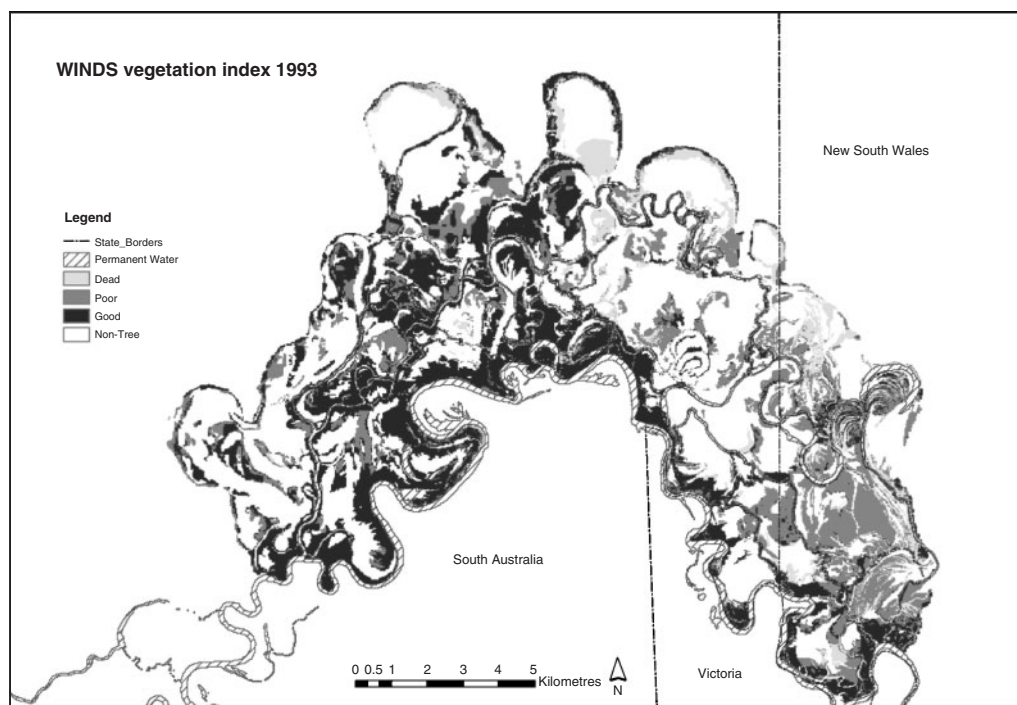 WINDS vegetation index 1993
New South Wales
Legend
State_Borders
Permanent Water
Dead
Poor
Good
Non-Tree
South Australia
0 0.5 1 2 3 4 5
Kilometres
N
Victoria